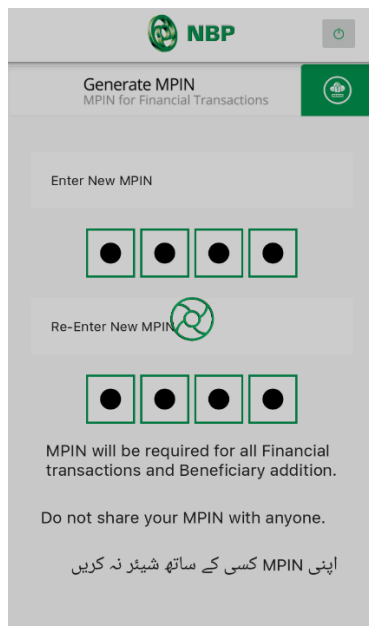 NBP
Generate MPIN
MPIN for Financial Transactions
Enter New MPIN
Re-Enter New MPIN
MPIN will be required for all Financial
transactions and Beneficiary addition.
Do not share your MPIN with anyone.
اپنی MPIN کسی کے ساتھ شیئر نہ کریں